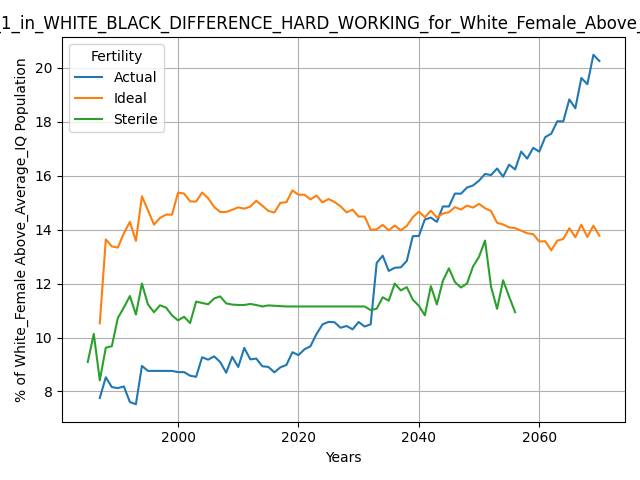 _1_in_WHITE_BLACK_DIFFERENCE_HARD_WORKING_for_White_Female_Above_
% of White_Female Above_Average_IQ Population
Fertility
Actual
Ideal
Sterile
20
18
16
14
12
10
8
2000 2020 2040 2060
Years